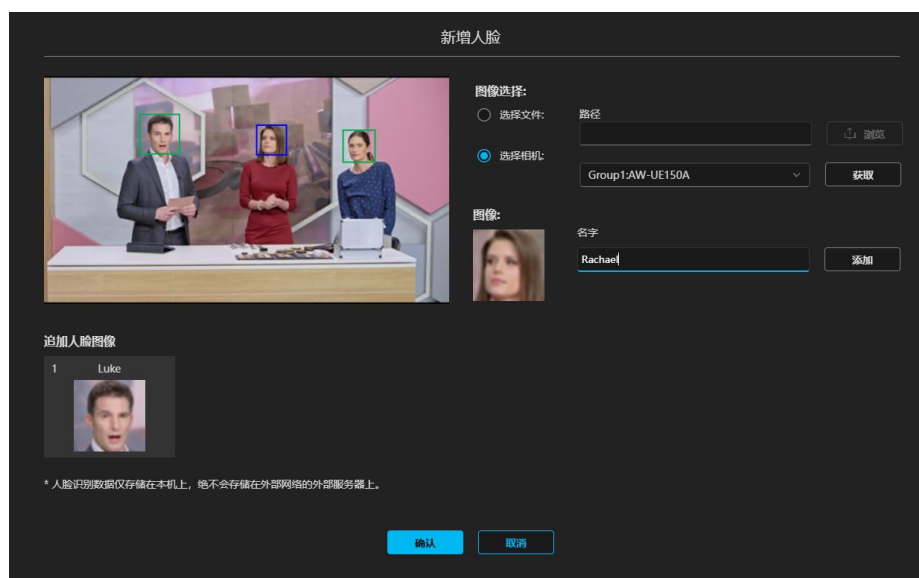 新增人脸
图像选择:
选择文件:
路径
浏览
选择相机:
Group1:AW-UE150A
获取
图像:
名字
Rachael
添加
追加人脸图像
1 Luke
* 人脸识别数据仅存储在本机上，绝不会存储在外部网络的外部服务器上。
确认
取消